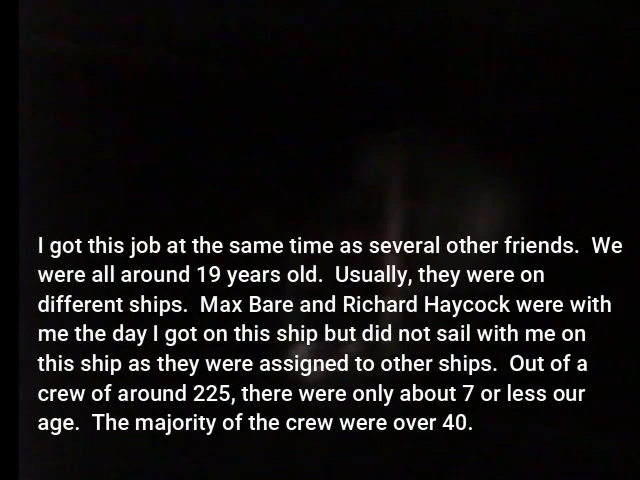 I got this job at the same time as several other friends.  We
were all around 19 years old.  Usually, they were on
different ships.  Max Bare and Richard Haycock were with
me the day I got on this ship but did not sail with me on
this ship as they were assigned to other ships.  Out of a
crew of around 225, there were only about 7 or less our
age.  The majority of the crew were over 40.